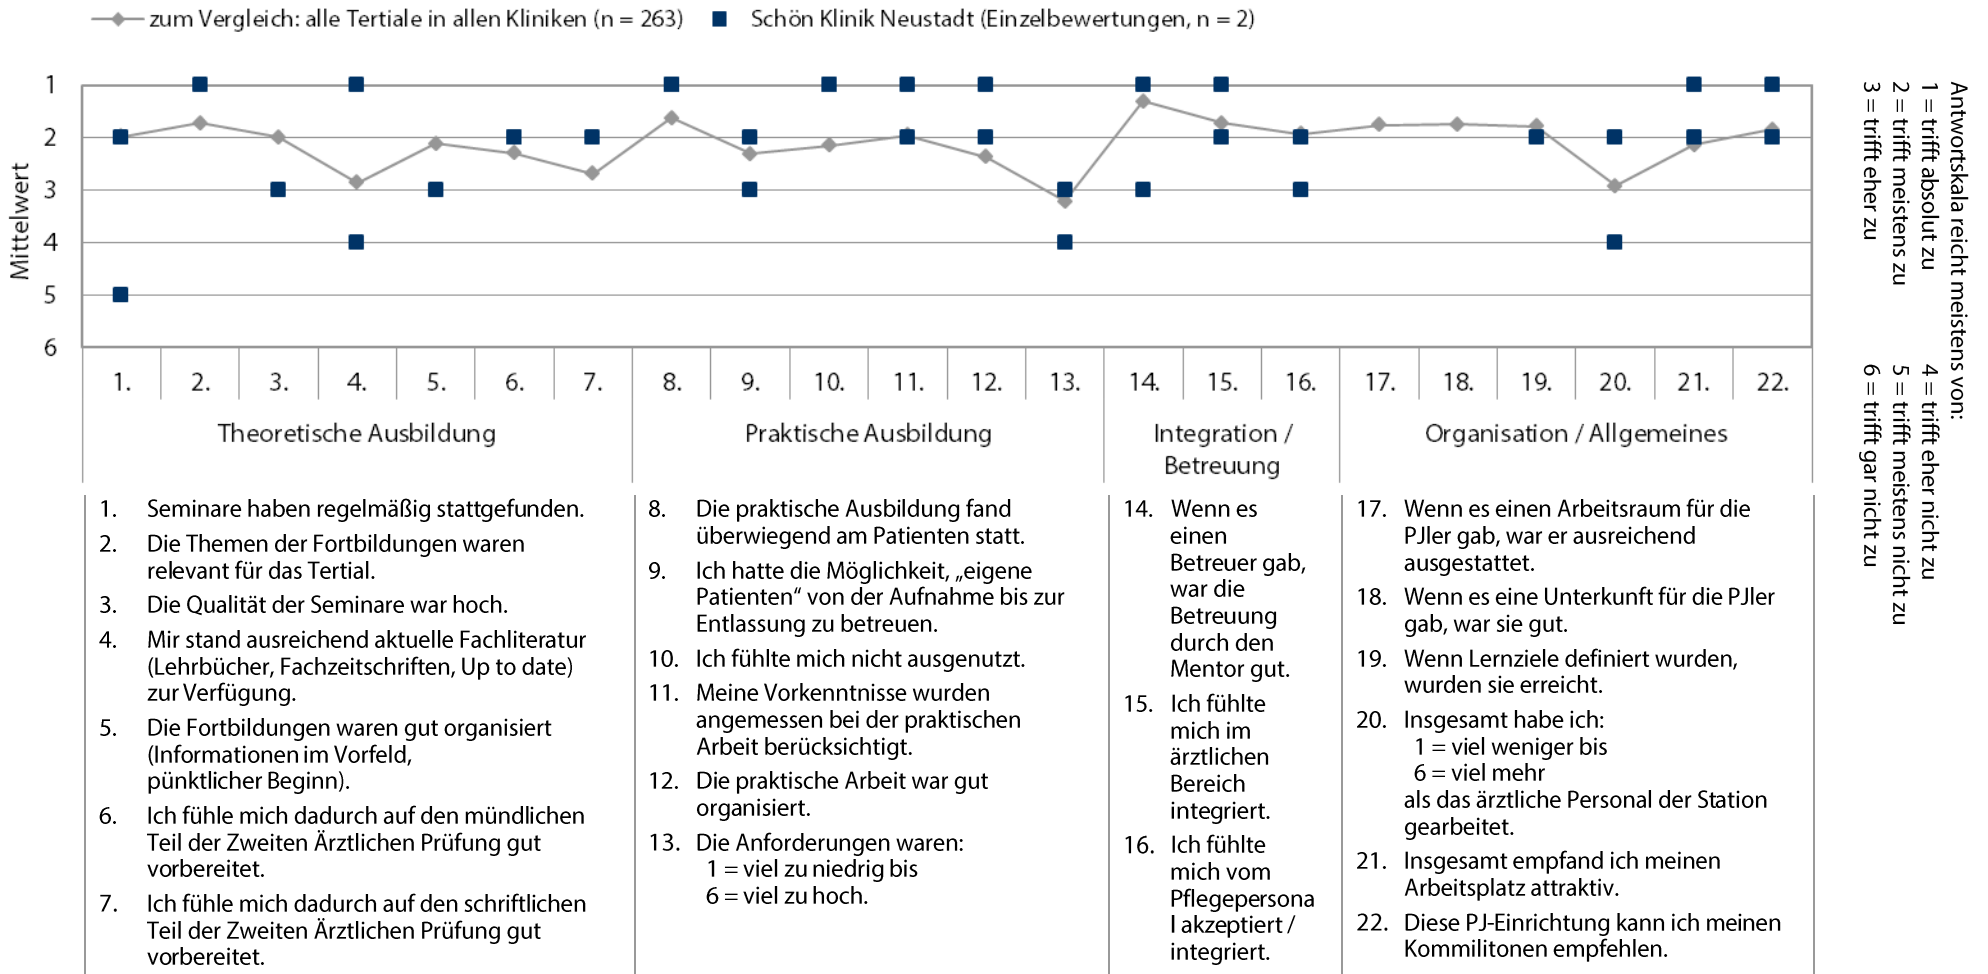 zum Vergleich: alle Tertiale in allen Kliniken (n = 263)
Schön Klinik Neustadt (Einzelbewertungen, n = 2)
Mittelwert
1
2
3
4
5
6
1.
2.
3.
4.
5.
6.
7.
8.
9.
10.
11.
12.
13.
14.
15.
16.
17.
18.
19.
20.
21.
22.
Theoretische Ausbildung
Praktische Ausbildung
Integration /
Betreuung
Organisation / Allgemeines
1. Seminare haben regelmäßig stattgefunden.
2. Die Themen der Fortbildungen waren
relevant für das Tertial.
3. Die Qualität der Seminare war hoch.
4. Mir stand ausreichend aktuelle Fachliteratur
(Lehrbücher, Fachzeitschriften, Up to date)
zur Verfügung.
5. Die Fortbildungen waren gut organisiert
(Informationen im Vorfeld,
pünktlicher Beginn).
6. Ich fühle mich dadurch auf den mündlichen
Teil der Zweiten Ärztlichen Prüfung gut
vorbereitet.
7. Ich fühle mich dadurch auf den schriftlichen
Teil der Zweiten Ärztlichen Prüfung gut
vorbereitet.
8. Die praktische Ausbildung fand
überwiegend am Patienten statt.
9. Ich hatte die Möglichkeit, „eigene
Patienten“ von der Aufnahme bis zur
Entlassung zu betreuen.
10. Ich fühlte mich nicht ausgenutzt.
11. Meine Vorkenntnisse wurden
angemessen bei der praktischen
Arbeit berücksichtigt.
12. Die praktische Arbeit war gut
organisiert.
13. Die Anforderungen waren:
1 = viel zu niedrig bis
6 = viel zu hoch.
14. Wenn es
einen
Betreuer gab,
war die
Betreuung
durch den
Mentor gut.
15. Ich fühlte
mich im
ärztlichen
Bereich
integriert.
16. Ich fühlte
mich vom
Pflegepersona
l akzeptiert /
integriert.
17. Wenn es einen Arbeitsraum für die
PJler gab, war er ausreichend
ausgestattet.
18. Wenn es eine Unterkunft für die PJler
gab, war sie gut.
19. Wenn Lernziele definiert wurden,
wurden sie erreicht.
20. Insgesamt habe ich:
1 = viel weniger bis
6 = viel mehr
als das ärztliche Personal der Station
gearbeitet.
21. Insgesamt empfand ich meinen
Arbeitsplatz attraktiv.
22. Diese PJ-Einrichtung kann ich meinen
Kommilitonen empfehlen.
Antwortskala reicht meistens von:
1 = trifft absolut zu
2 = trifft meistens zu
3 = trifft eher zu
4 = trifft eher nicht zu
5 = trifft meistens nicht zu
6 = trifft gar nicht zu